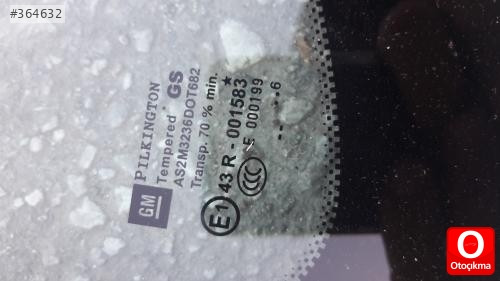 #364632
GM
PILKINGTON
Tempered GS
AS2M3236DOT682
Transp. 70 % min.
E1 43 R - 001583
CCC E 000199
6
O
Otoçıkma